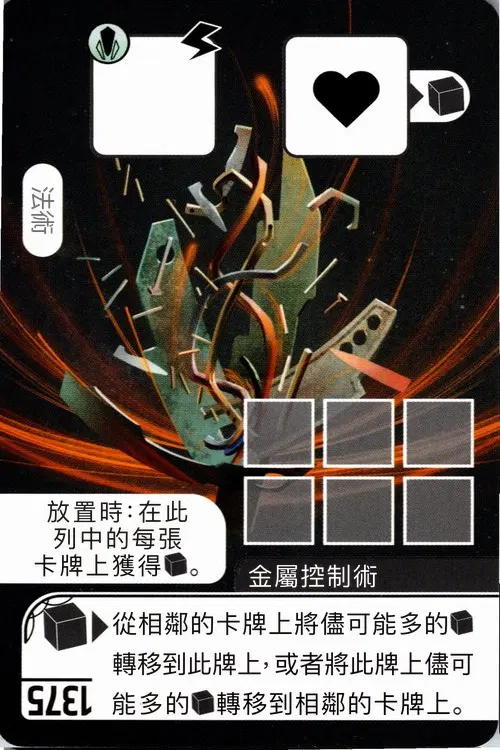 法術
放置時：在此
列中的每張
卡牌上獲得。
金屬控制術
從相鄰的卡牌上將儘可能多的
轉移到此牌上，或者將此牌上儘可
能多的轉移到相鄰的卡牌上。
1375